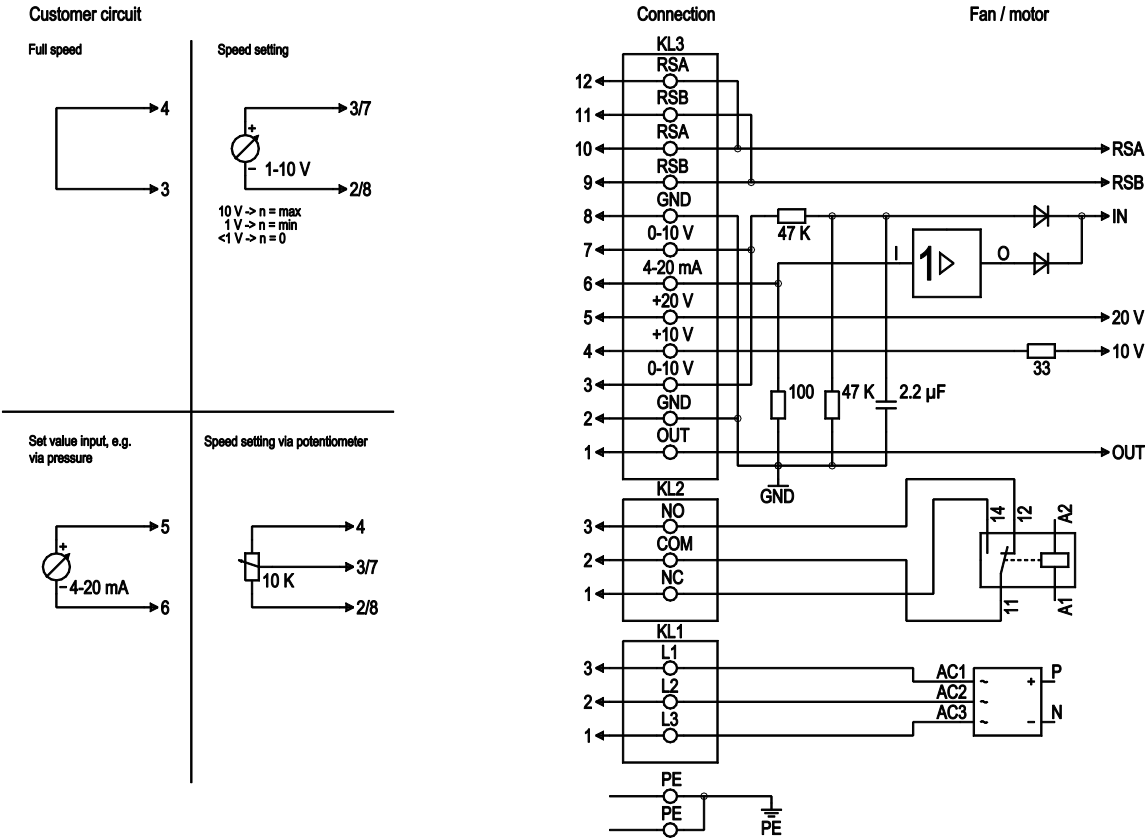 Customer circuit
Full speed
4
3
Speed setting
+
–
1-10 V
3/7
2/8
10 V -> n = max
1 V -> n = min
<1 V -> n = 0
Set value input, e.g.
via pressure
+
–
4-20 mA
5
6
Speed setting via potentiometer
10 K
4
3/7
2/8
Connection
Fan / motor
KL3
12 RSA
11 RSB
10 RSA RSA
9 RSB RSB
8 GND IN
47 K
7 0-10 V
I 1 O
6 4-20 mA
5 +20 V 20 V
4 +10 V 10 V
33
3 0-10 V
100 47 K 2.2 µF
2 GND
1 OUT OUT
GND
KL2
3 NO
2 COM
1 NC
14 12 A2
11 A1
KL1
3 L1
2 L2
1 L3
AC1 ~ + P
AC2 ~
AC3 ~ – N
PE
PE
PE